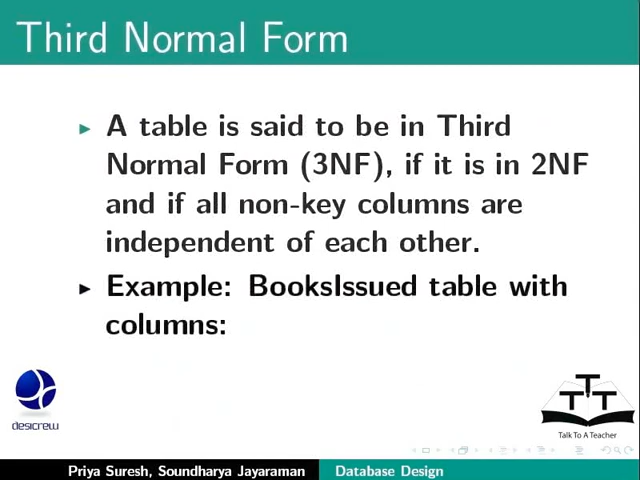 Third Normal Form
A table is said to be in Third
Normal Form (3NF), if it is in 2NF
and if all non-key columns are
independent of each other.
Example: BooksIssued table with
columns:
desicrew
T T T
Talk To A Teacher
Priya Suresh, Soundharya Jayaraman Database Design